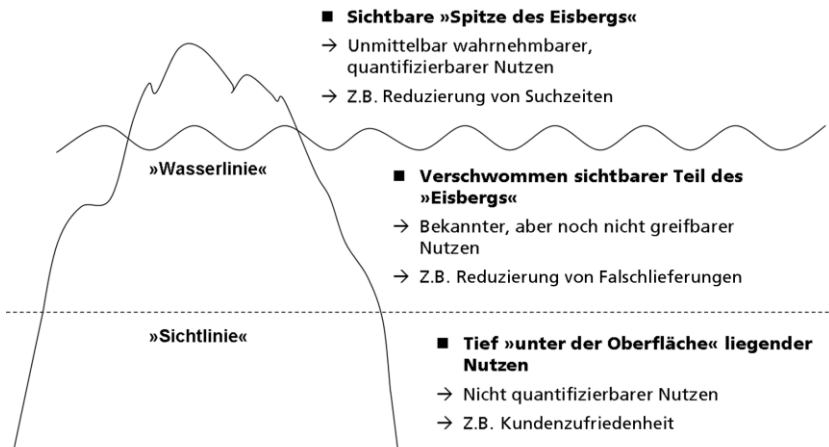 ■ Sichtbare »Spitze des Eisbergs«
→ Unmittelbar wahrnehmbarer,
quantifizierbarer Nutzen
→ Z.B. Reduzierung von Suchzeiten
»Wasserlinie«
■ Verschwommen sichtbarer Teil des
»Eisbergs«
→ Bekannter, aber noch nicht greifbarer
Nutzen
→ Z.B. Reduzierung von Falschlieferungen
»Sichtlinie«
■ Tief »unter der Oberfläche« liegender
Nutzen
→ Nicht quantifizierbarer Nutzen
→ Z.B. Kundenzufriedenheit